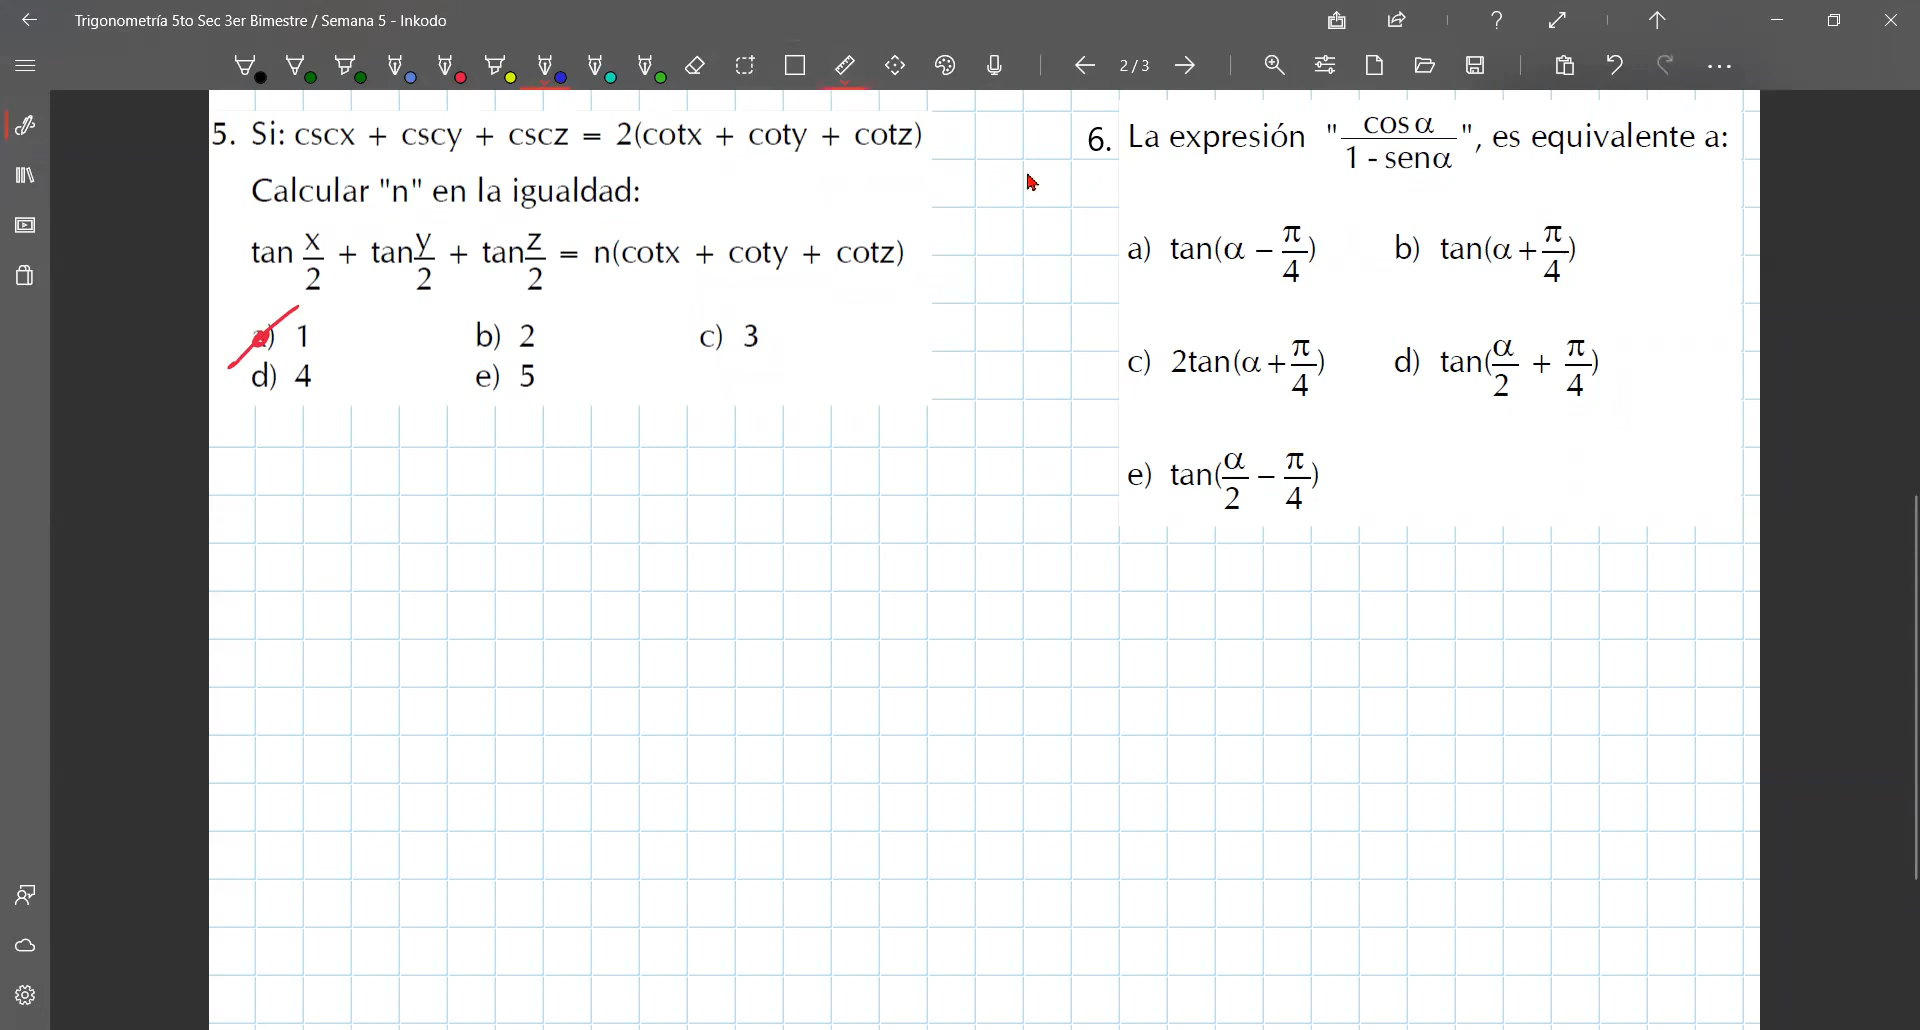 Trigonometría 5to Sec 3er Bimestre / Semana 5 - Inkodo
2 / 3
5. Si: cscx + cscy + cscz = 2(cotx + coty + cotz)
Calcular "n" en la igualdad:
tan x/2 + tan y/2 + tan z/2 = n(cotx + coty + cotz)
a) 1 b) 2 c) 3
d) 4 e) 5
6. La expresión "cos α/1 - senα", es equivalente a:
a) tan(α − π/4) b) tan(α + π/4)
c) 2tan(α + π/4) d) tan(α/2 + π/4)
e) tan(α/2 − π/4)